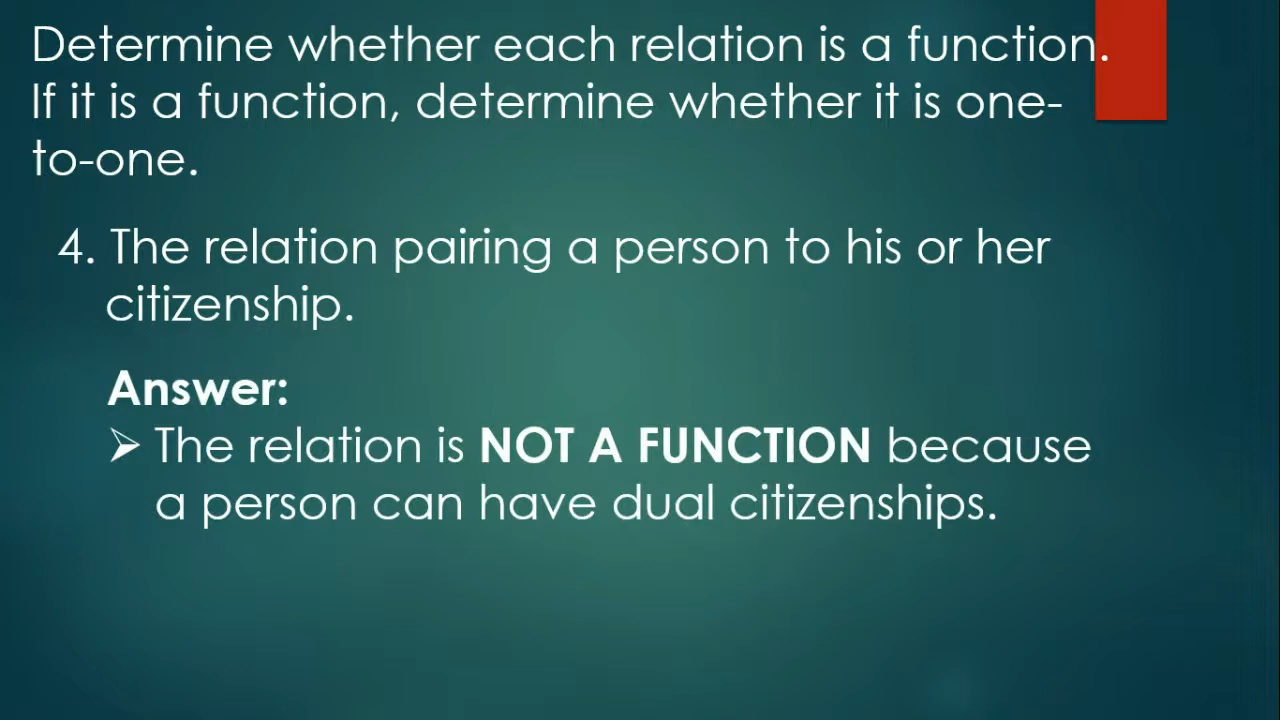 Determine whether each relation is a function.
If it is a function, determine whether it is one-
to-one.
4. The relation pairing a person to his or her
citizenship.
Answer:
➢ The relation is NOT A FUNCTION because
a person can have dual citizenships.